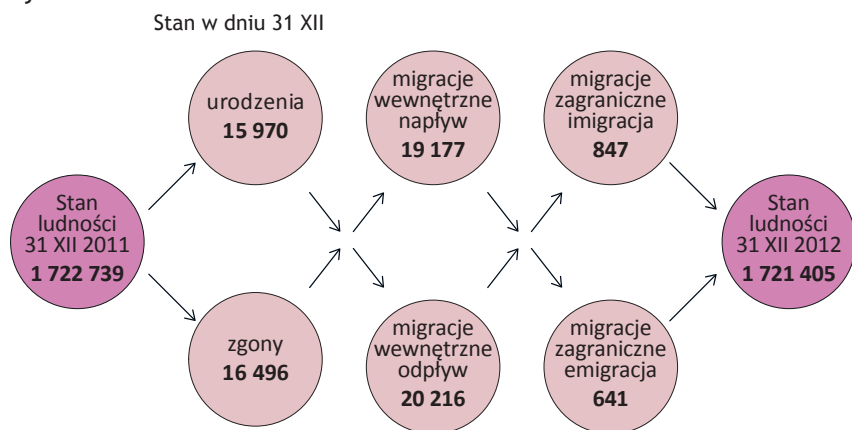 Stan w dniu 31 XII
urodzenia
15 970
migracje
wewnętrzne
napływ
19 177
migracje
zagraniczne
imigracja
847
Stan
ludności
31 XII 2011
1 722 739
Stan
ludności
31 XII 2012
1 721 405
zgony
16 496
migracje
wewnętrzne
odpływ
20 216
migracje
zagraniczne
emigracja
641